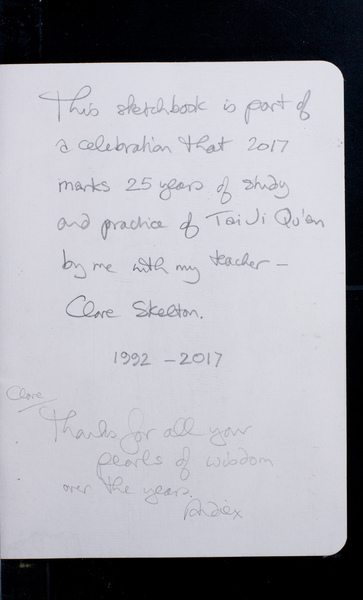 This sketchbook is part of
a celebration that 2017
marks 25 years of study
and practice of Tai Ji Qu'an
by me with my teacher –
Clare Skelton.
1992 – 2017
Clare
Thanks for all your
pearls of wisdom
over the years.